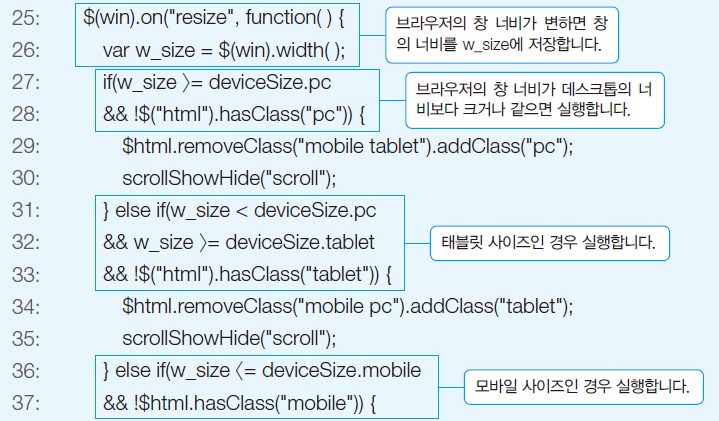 25: $(win).on("resize", function( ) {
브라우저의 창 너비가 변하면 창
의 너비를 w_size에 저장합니다.
26: var w_size = $(win).width( );
27: if(w_size 〉= deviceSize.pc
브라우저의 창 너비가 데스크톱의 너
비보다 크거나 같으면 실행합니다.
28: && !$("html").hasClass("pc")) {
29: $html.removeClass("mobile tablet").addClass("pc");
30: scrollShowHide("scroll");
31: } else if(w_size < deviceSize.pc
32: && w_size 〉= deviceSize.tablet
태블릿 사이즈인 경우 실행합니다.
33: && !$("html").hasClass("tablet")) {
34: $html.removeClass("mobile pc").addClass("tablet");
35: scrollShowHide("scroll");
36: } else if(w_size 〈= deviceSize.mobile
모바일 사이즈인 경우 실행합니다.
37: && !$html.hasClass("mobile")) {